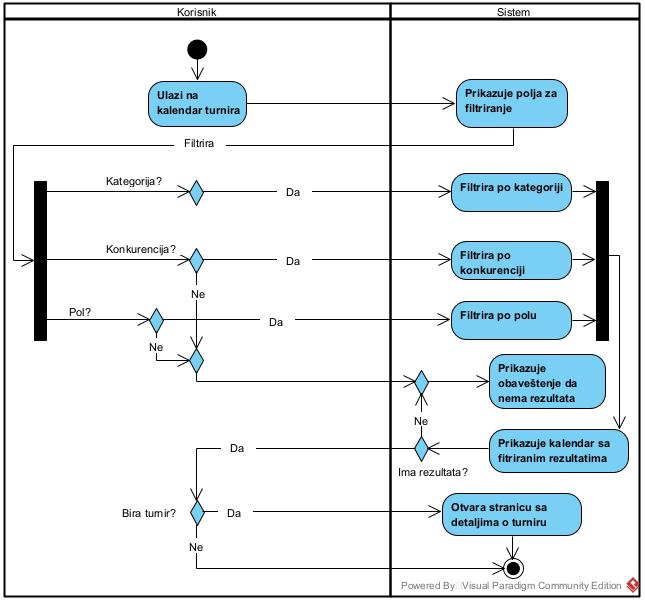 Korisnik
Sistem
Ulazi na
kalendar turnira
Prikazuje polja za
filtriranje
Filtrira
Kategorija?
Da
Filtrira po kategoriji
Konkurencija?
Da
Filtrira po
konkurenciji
Ne
Pol?
Da
Filtrira po polu
Ne
Prikazuje
obaveštenje da
nema rezultata
Ne
Da
Prikazuje kalendar sa
fitriranim rezultatima
Ima rezultata?
Bira turnir?
Da
Otvara stranicu sa
detaljima o turniru
Ne
Powered By Visual Paradigm Community Edition